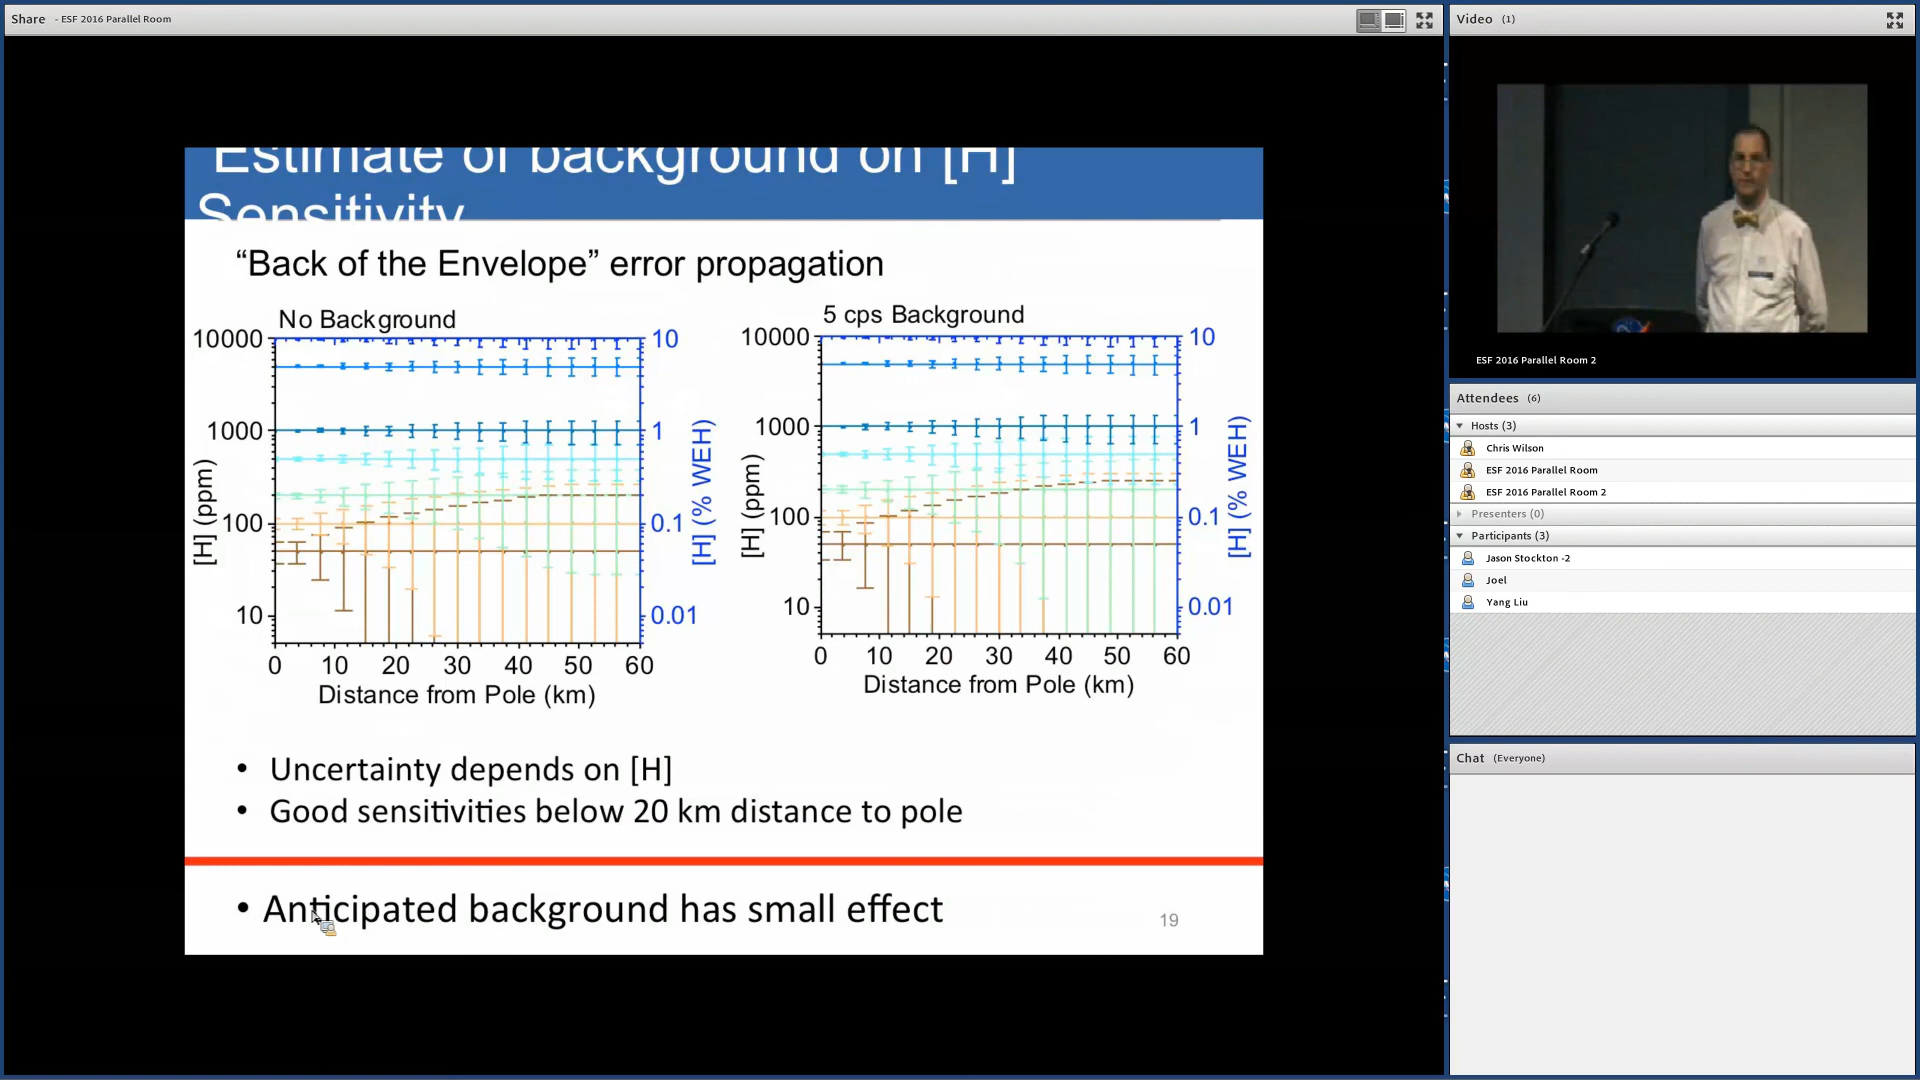 Share - ESF 2016 Parallel Room
Estimate of background on [H]
Sensitivity
“Back of the Envelope” error propagation
No Background
10000
1000
100
10
[H] (ppm)
10
1
0.1
0.01
[H] (% WEH)
0 10 20 30 40 50 60
Distance from Pole (km)
5 cps Background
10000
1000
100
10
[H] (ppm)
10
1
0.1
0.01
[H] (% WEH)
0 10 20 30 40 50 60
Distance from Pole (km)
• Uncertainty depends on [H]
• Good sensitivities below 20 km distance to pole
• Anticipated background has small effect
19
Video (1)
ESF 2016 Parallel Room 2
Attendees (6)
Hosts (3)
Chris Wilson
ESF 2016 Parallel Room
ESF 2016 Parallel Room 2
Presenters (0)
Participants (3)
Jason Stockton -2
Joel
Yang Liu
Chat (Everyone)